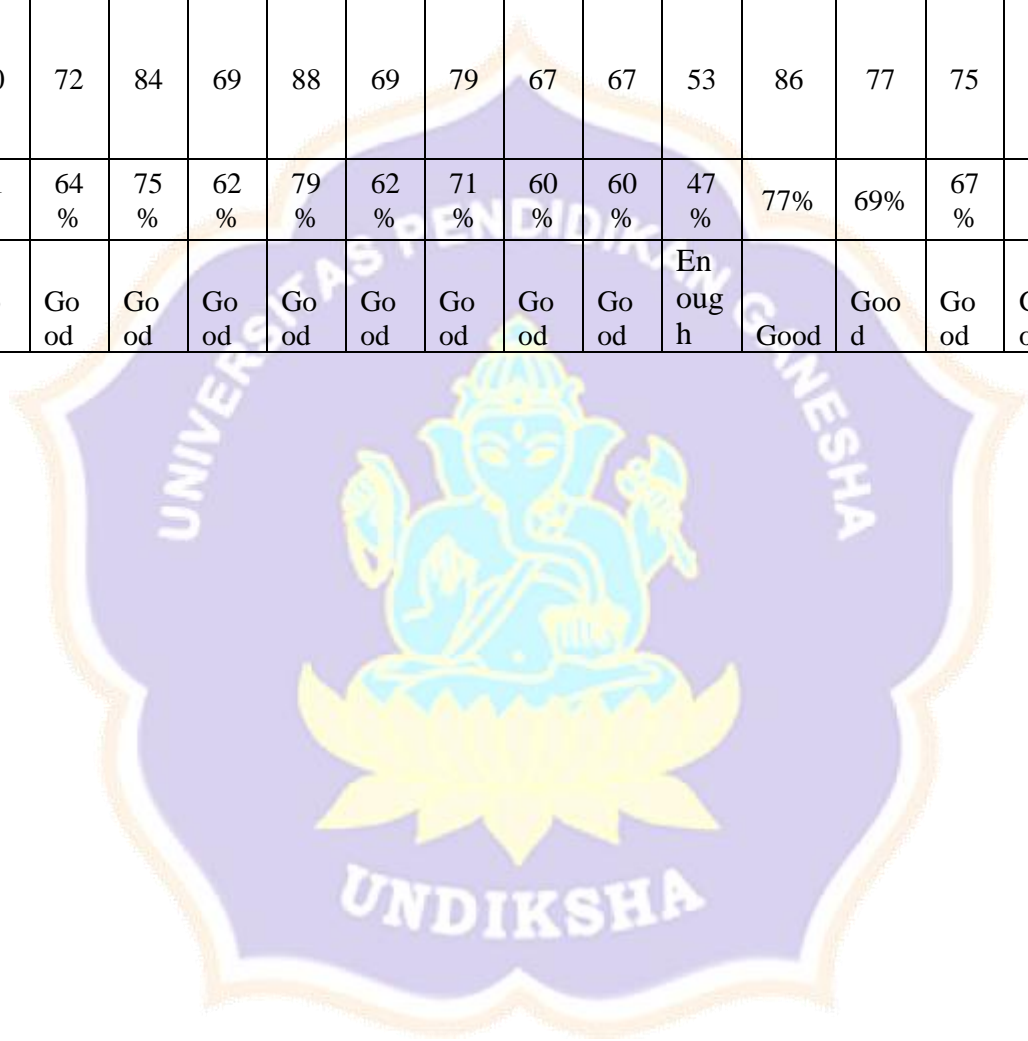 72 84 69 88 69 79 67 67 53 86 77 75
64 % 75 % 62 % 79 % 62 % 71 % 60 % 60 % 47 % 77% 69% 67 %
Go od Go od Go od Go od Go od Go od Go od Go od En oug h Good Goo d Go od
UNIVERSITAS PENDIDIKAN GANESHA
UNDIKSHA